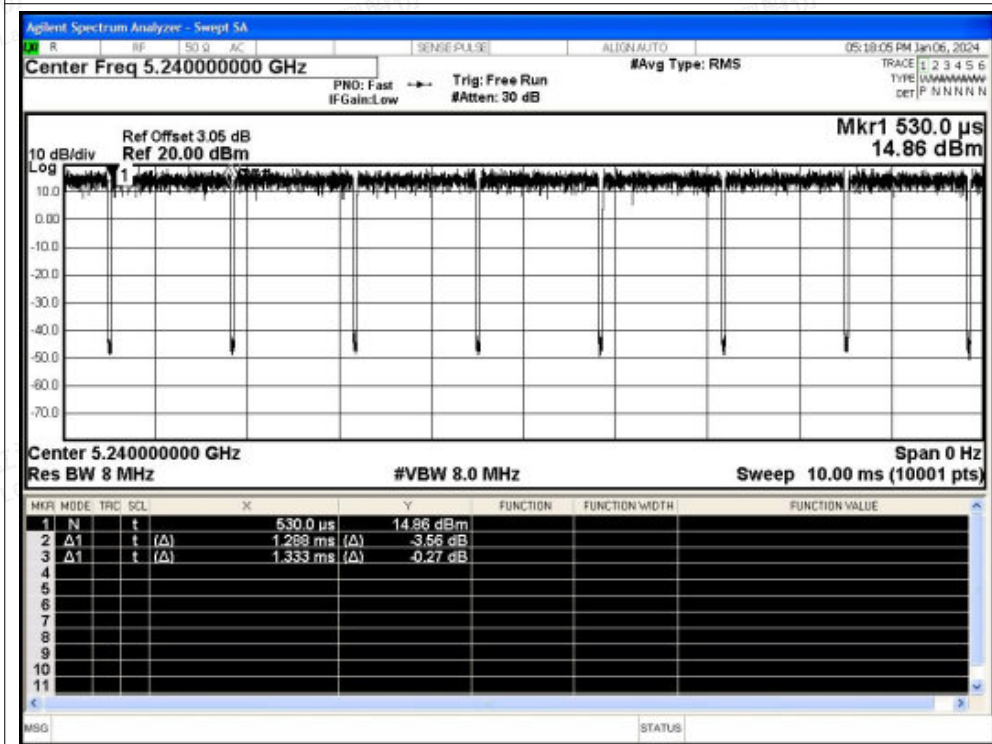 Agilent Spectrum Analyzer - Swept SA
R RF 50 Ω AC SENSE:PULSE ALIGNAUTO 05:18:05 PM Jan 06, 2024
Center Freq 5.240000000 GHz
#Avg Type: RMS
TRACE 1 2 3 4 5 6
TYPE
DET P N N N N N
PNO: Fast
IFGain:Low
Trig: Free Run
#Atten: 30 dB
Mkr1 530.0 µs
14.86 dBm
Ref Offset 3.05 dB
10 dB/div Ref 20.00 dBm
Log
1
10.0
0.00
-10.0
-20.0
-30.0
-40.0
-50.0
-60.0
-70.0
Center 5.240000000 GHz Span 0 Hz
Res BW 8 MHz #VBW 8.0 MHz Sweep 10.00 ms (10001 pts)
MKR MODE TRC SCL X Y FUNCTION FUNCTION WIDTH FUNCTION VALUE
1 N t 530.0 µs 14.86 dBm
2 Δ1 t (Δ) 1.288 ms (Δ) -3.56 dB
3 Δ1 t (Δ) 1.333 ms (Δ) -0.27 dB
4
5
6
7
8
9
10
11
MSG STATUS